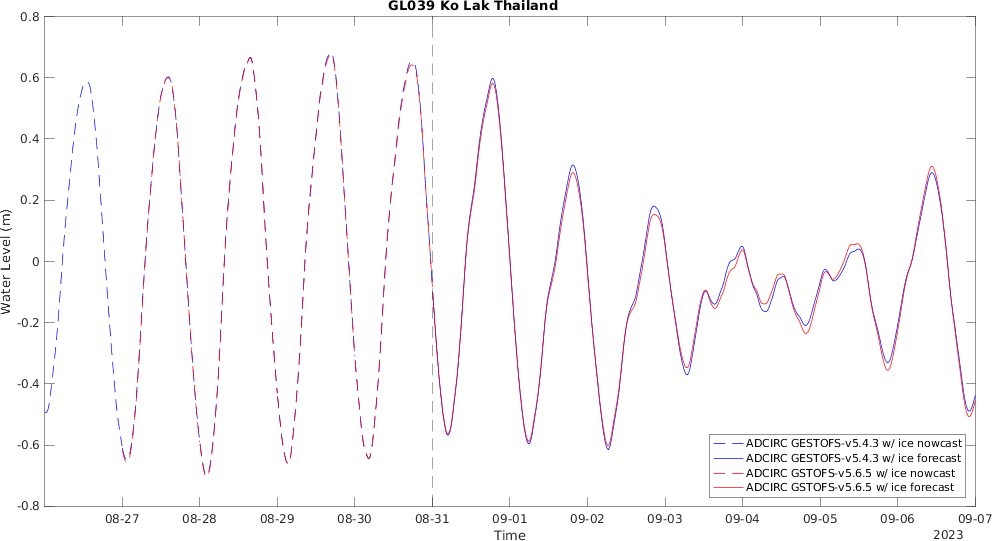 GL039 Ko Lak Thailand
0.8
0.6
0.4
0.2
0
-0.2
-0.4
-0.6
-0.8
Water Level (m)
ADCIRC GESTOFS-v5.4.3 w/ ice nowcast
ADCIRC GESTOFS-v5.4.3 w/ ice forecast
ADCIRC GSTOFS-v5.6.5 w/ ice nowcast
ADCIRC GSTOFS-v5.6.5 w/ ice forecast
08-27 08-28 08-29 08-30 08-31 09-01 09-02 09-03 09-04 09-05 09-06 09-07
Time
2023